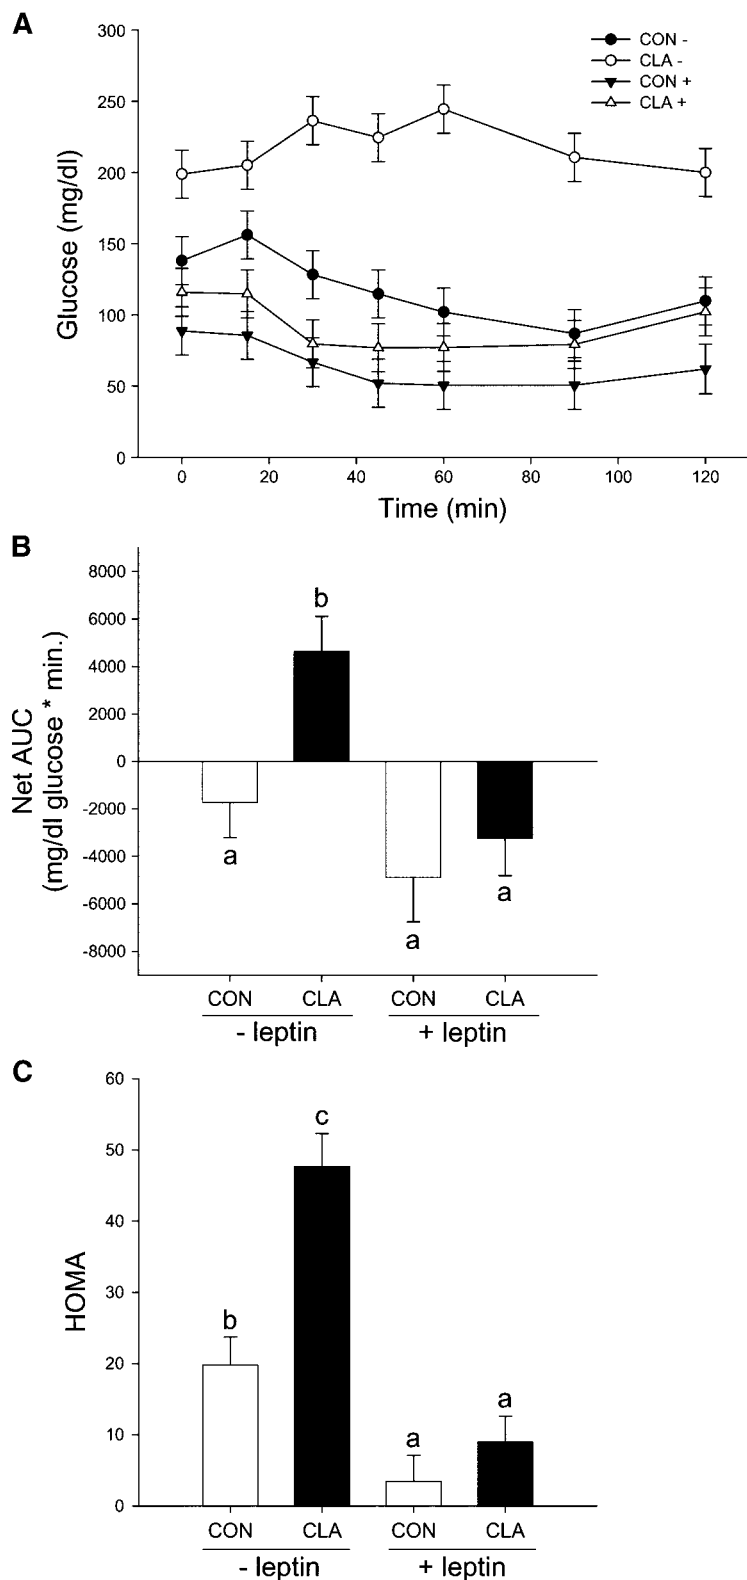 A
300
250
200
150
100
50
0
Glucose (mg/dl)
CON -
CLA -
CON +
CLA +
0 20 40 60 80 100 120
Time (min)
B
8000
6000
4000
2000
0
-2000
-4000
-6000
-8000
Net AUC
(mg/dl glucose * min.)
b
a
a
a
CON CLA CON CLA
- leptin + leptin
C
60
50
40
30
20
10
0
HOMA
c
b
a
a
CON CLA CON CLA
- leptin + leptin